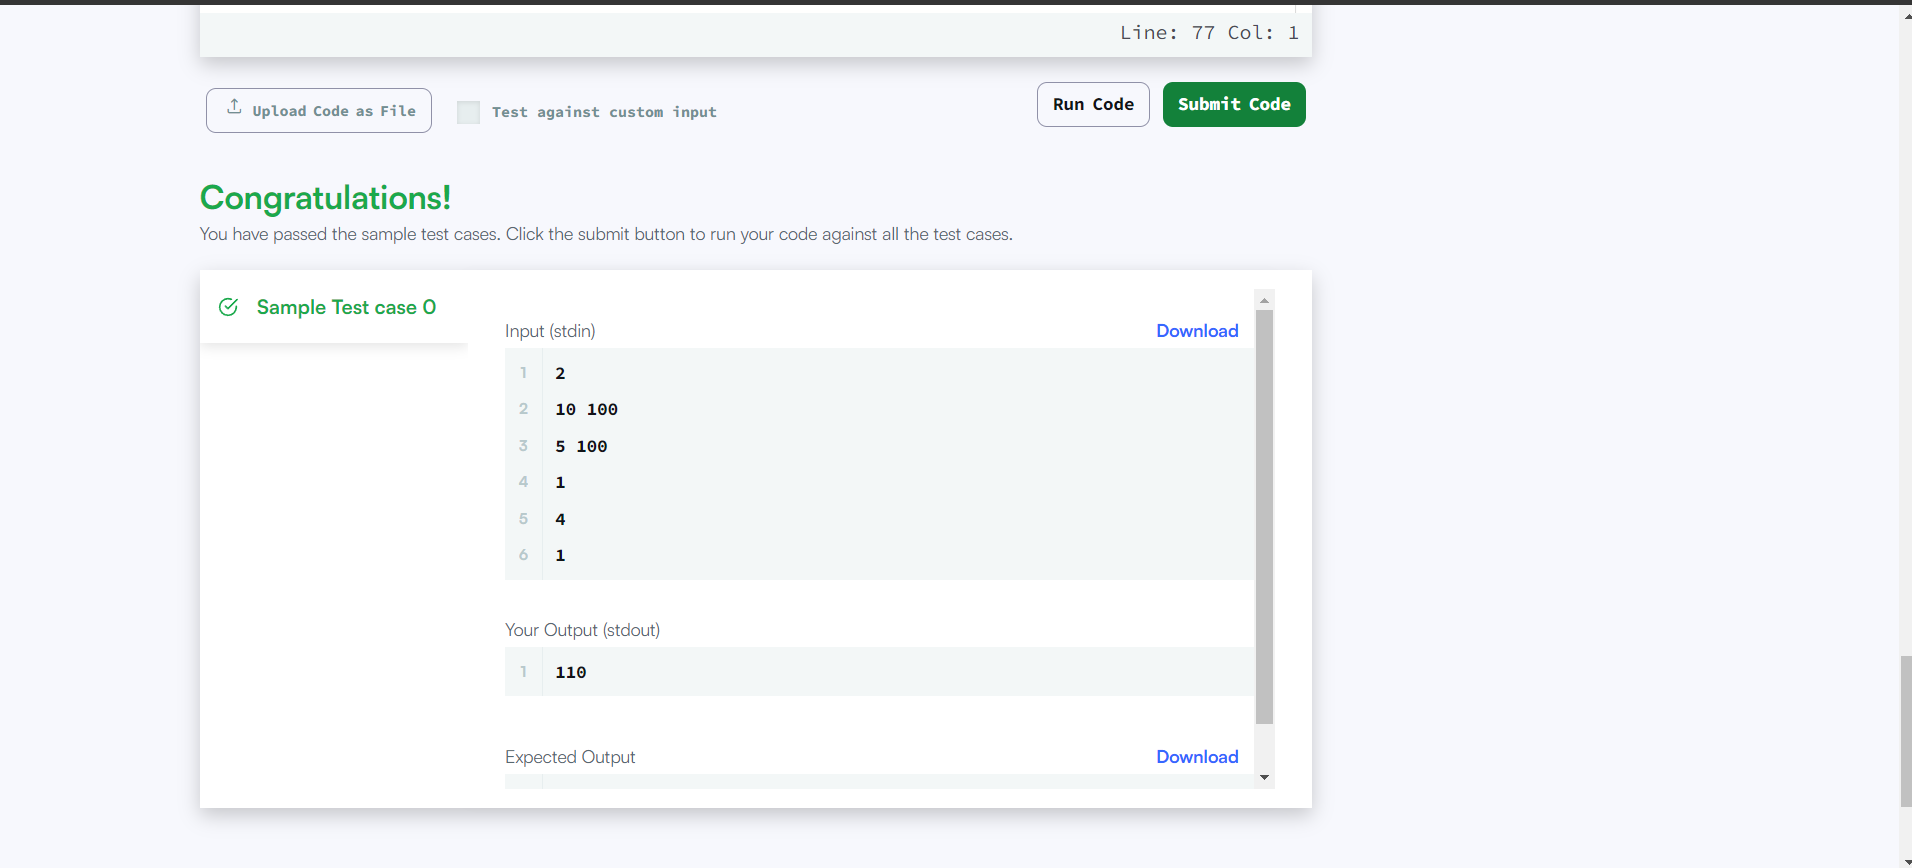 Line: 77 Col: 1
Upload Code as File
Test against custom input
Run Code
Submit Code
Congratulations!
You have passed the sample test cases. Click the submit button to run your code against all the test cases.
Sample Test case 0
Input (stdin)
Download
1 2
2 10 100
3 5 100
4 1
5 4
6 1
Your Output (stdout)
1 110
Expected Output
Download